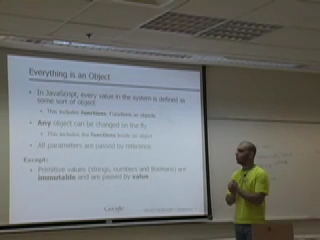 Everything is an Object
• In JavaScript, every value in the system is defined as
some sort of object
• This includes functions. Functions as objects
• Any object can be changed on the fly
• This includes the functions inside an object
• All parameters are passed by reference
Except:
• Primitive values (strings, numbers and Booleans) are
immutable and are passed by value
Google